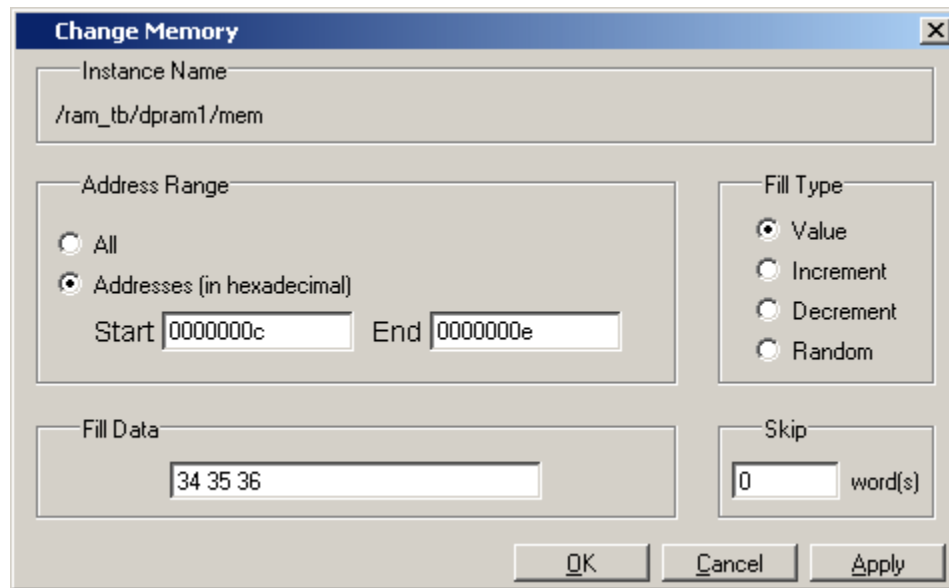 Change Memory
Instance Name
/ram_tb/dpram1/mem
Address Range
All
Addresses (in hexadecimal)
Start 0000000c End 0000000e
Fill Type
Value
Increment
Decrement
Random
Fill Data
34 35 36
Skip
0 word(s)
OK Cancel Apply